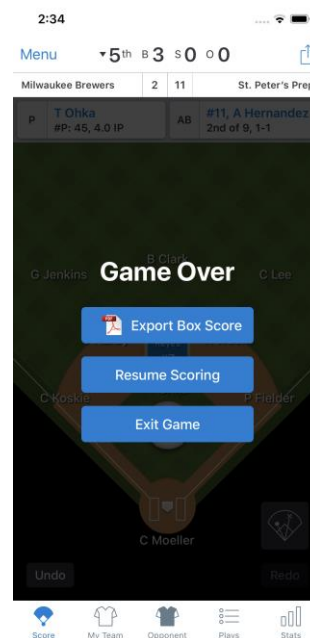 2:34
Menu ▾5th B 3 S 0 O 0
Milwaukee Brewers 2 11 St. Peter's Prep
P T Ohka AB #11, A Hernandez
#P: 45, 4.0 IP 2nd of 9, 1-1
B Clark
G Jenkins Game Over C Lee
PDF Export Box Score
Resume Scoring
C Koskie P Fielder
Exit Game
C Moeller
Undo Redo
Score My Team Opponent Plays Stats